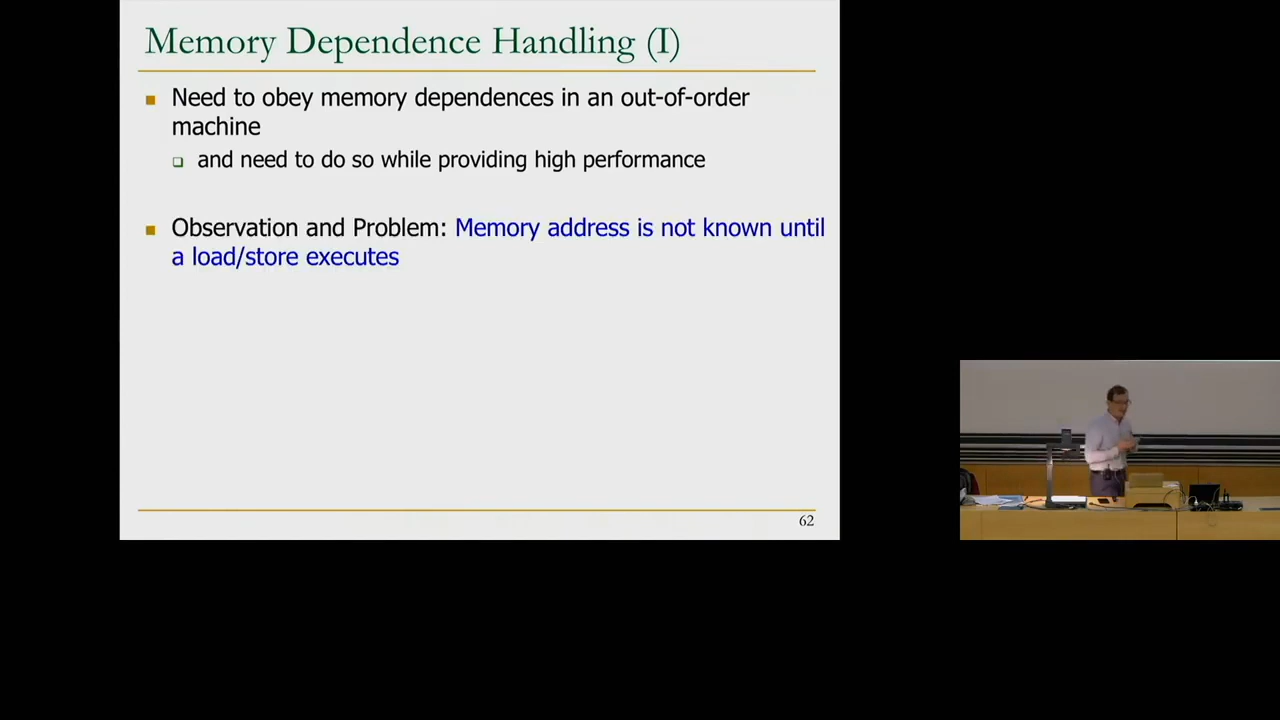 Memory Dependence Handling (I)
Need to obey memory dependences in an out-of-order
machine
and need to do so while providing high performance
Observation and Problem: Memory address is not known until
a load/store executes
62